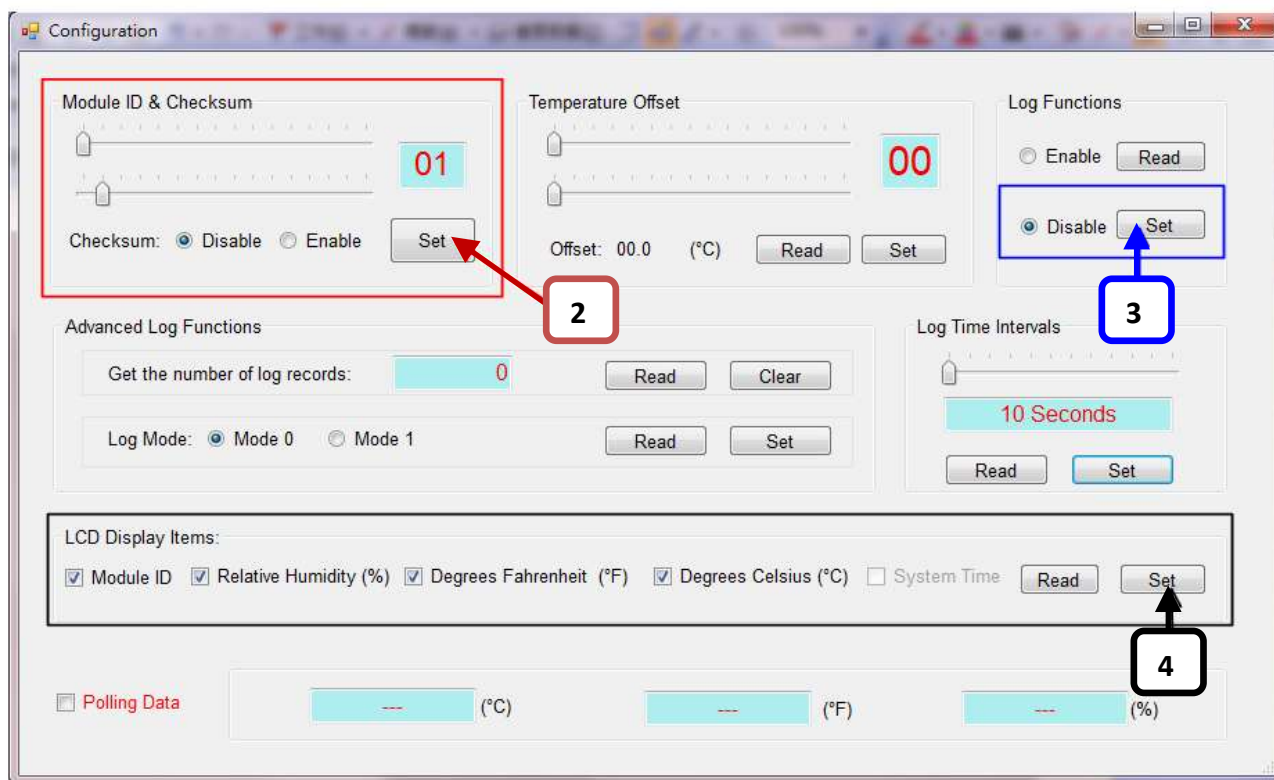 Configuration
Module ID & Checksum
01
Checksum: Disable Enable Set
2
Temperature Offset
00
Offset: 00.0 (°C) Read Set
Log Functions
Enable Read
Disable Set
3
Advanced Log Functions
Get the number of log records: 0 Read Clear
Log Mode: Mode 0 Mode 1 Read Set
Log Time Intervals
10 Seconds
Read Set
LCD Display Items:
Module ID Relative Humidity (%) Degrees Fahrenheit (°F) Degrees Celsius (°C) System Time Read Set
4
Polling Data --- (°C) --- (°F) --- (%)